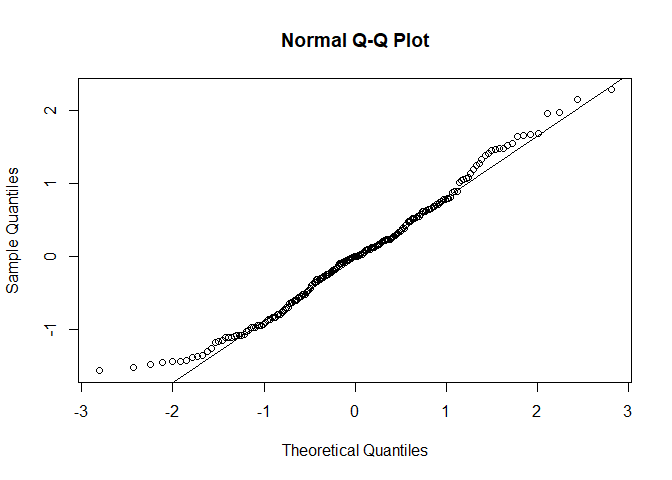 Normal Q-Q Plot
Sample Quantiles
2
1
0
-1
-3 -2 -1 0 1 2 3
Theoretical Quantiles